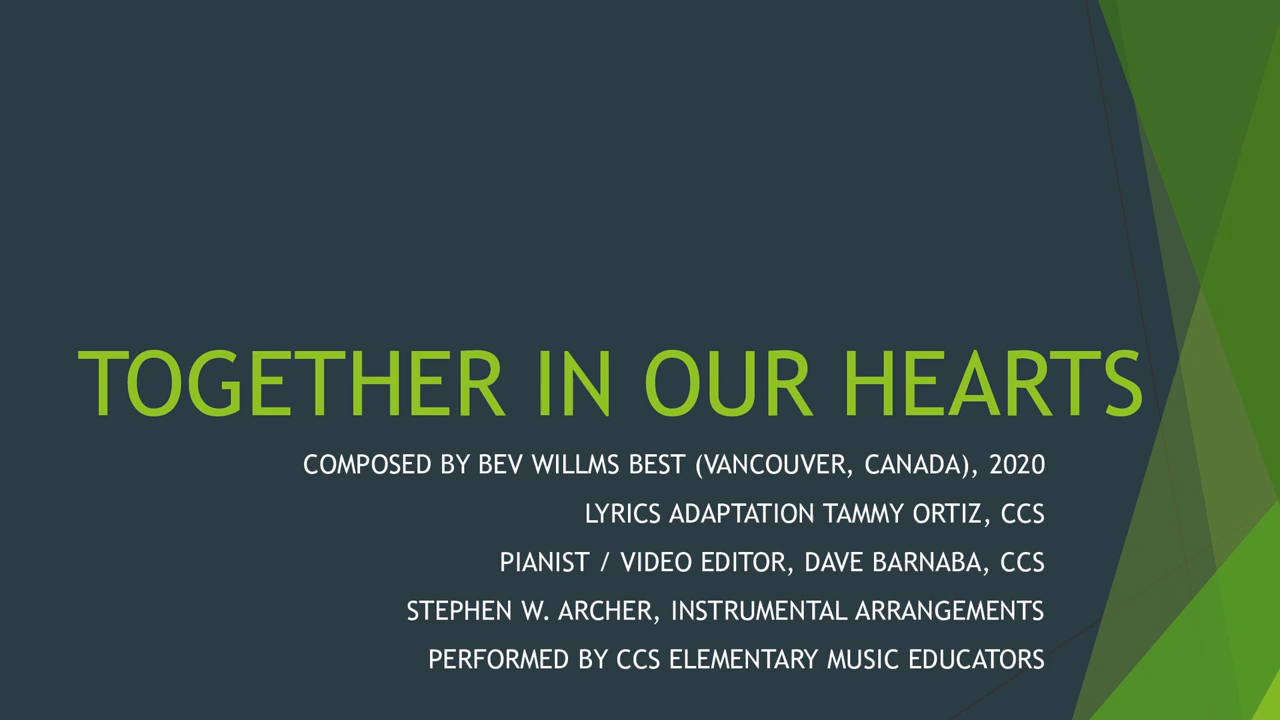 TOGETHER IN OUR HEARTS
COMPOSED BY BEV WILLMS BEST (VANCOUVER, CANADA), 2020
LYRICS ADAPTATION TAMMY ORTIZ, CCS
PIANIST / VIDEO EDITOR, DAVE BARNABA, CCS
STEPHEN W. ARCHER, INSTRUMENTAL ARRANGEMENTS
PERFORMED BY CCS ELEMENTARY MUSIC EDUCATORS